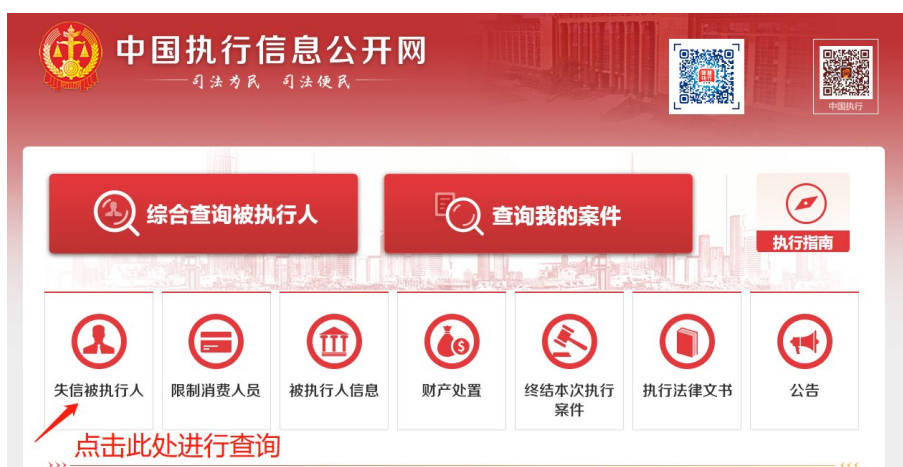 中国执行信息公开网
司法为民 司法便民
中国执行
综合查询被执行人
查询我的案件
执行指南
失信被执行人
限制消费人员
被执行人信息
财产处置
终结本次执行
案件
执行法律文书
公告
点击此处进行查询